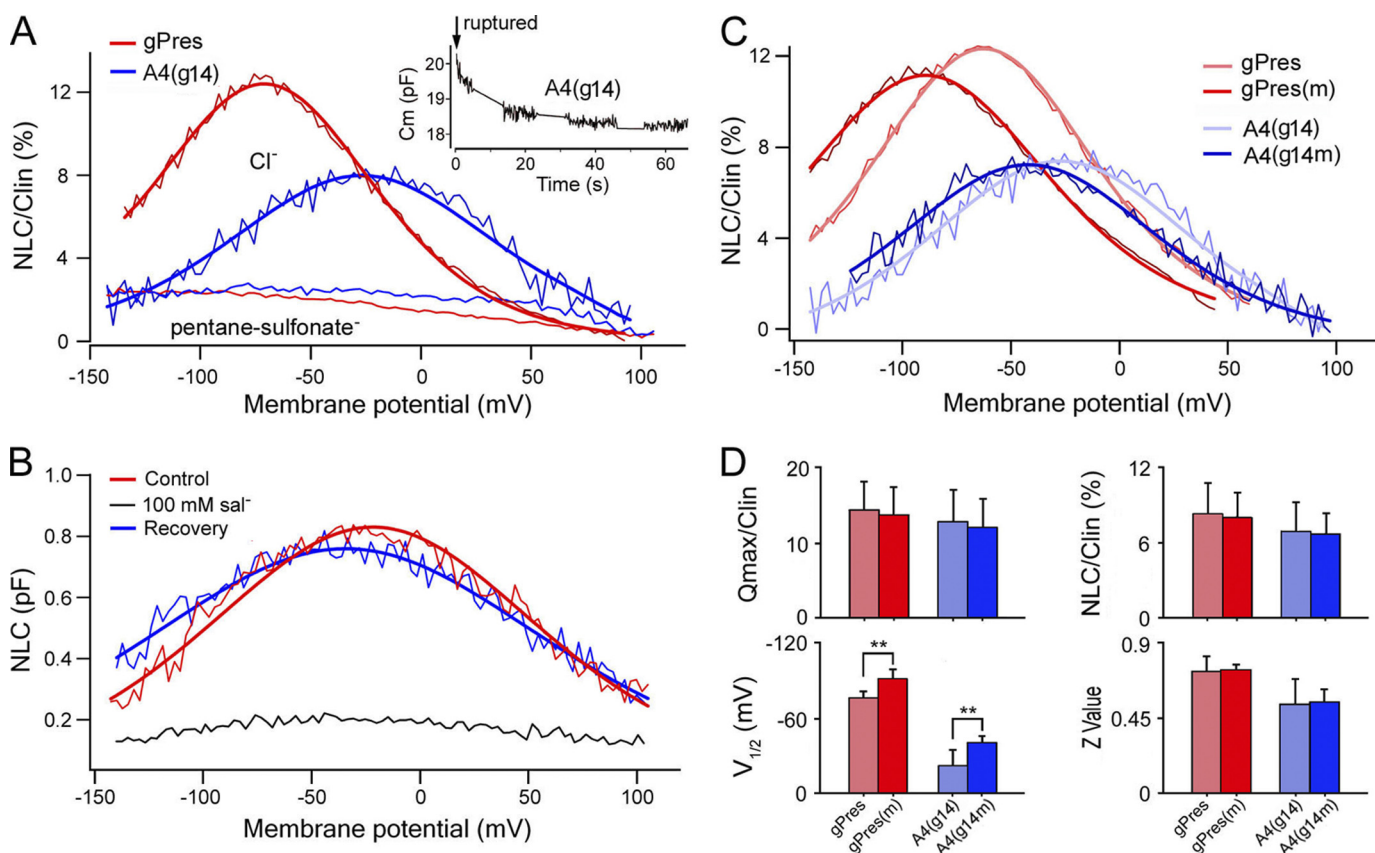 A
gPres
A4(g14)
NLC/Clin (%)
12
8
4
0
Cl⁻
pentane-sulfonate⁻
-150
-100
-50
0
50
100
Membrane potential (mV)
ruptured
A4(g14)
Cm (pF)
20
19
18
0
20
40
60
Time (s)
C
gPres
gPres(m)
A4(g14)
A4(g14m)
NLC/Clin (%)
12
8
4
0
-150
-100
-50
0
50
100
Membrane potential (mV)
B
Control
100 mM sal⁻
Recovery
NLC (pF)
1.0
0.8
0.6
0.4
0.2
-150
-100
-50
0
50
100
Membrane potential (mV)
D
Qmax/Clin
20
10
0
NLC/Clin (%)
12
6
0
V1/2 (mV)
-120
-60
0
**
**
gPres
gPres(m)
A4(g14)
A4(g14m)
Z Value
0.9
0.45
0
gPres
gPres(m)
A4(g14)
A4(g14m)